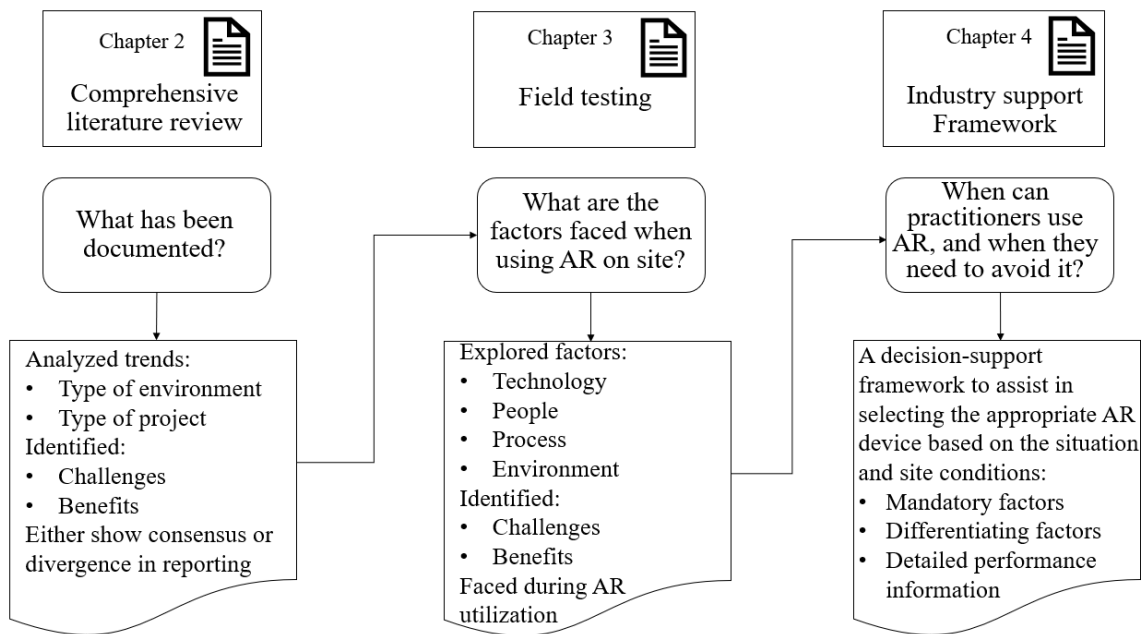 Chapter 2
Comprehensive
literature review
What has been
documented?
Analyzed trends:
• Type of environment
• Type of project
Identified:
• Challenges
• Benefits
Either show consensus or
divergence in reporting
Chapter 3
Field testing
What are the
factors faced when
using AR on site?
Explored factors:
• Technology
• People
• Process
• Environment
Identified:
• Challenges
• Benefits
Faced during AR
utilization
Chapter 4
Industry support
Framework
When can
practitioners use
AR, and when they
need to avoid it?
A decision-support
framework to assist in
selecting the appropriate AR
device based on the situation
and site conditions:
• Mandatory factors
• Differentiating factors
• Detailed performance
information